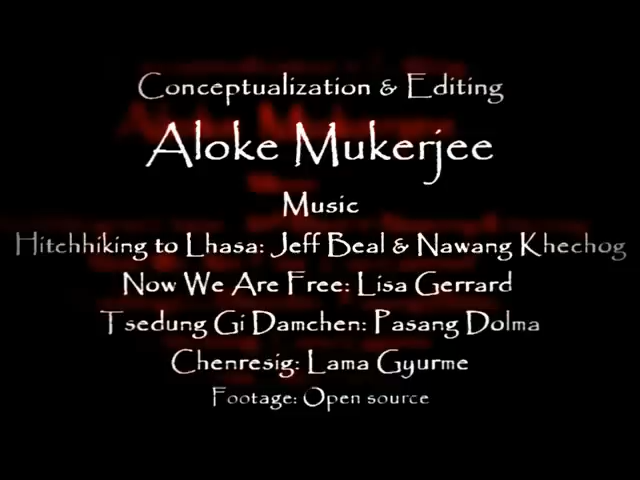 Conceptualization & Editing
Aloke Mukerjee
Music
Hitchhiking to Lhasa: Jeff Beal & Nawang Khechog
Now We Are Free: Lisa Gerrard
Tsedung Gi Damchen: Pasang Dolma
Chenresig: Lama Gyurme
Footage: Open source